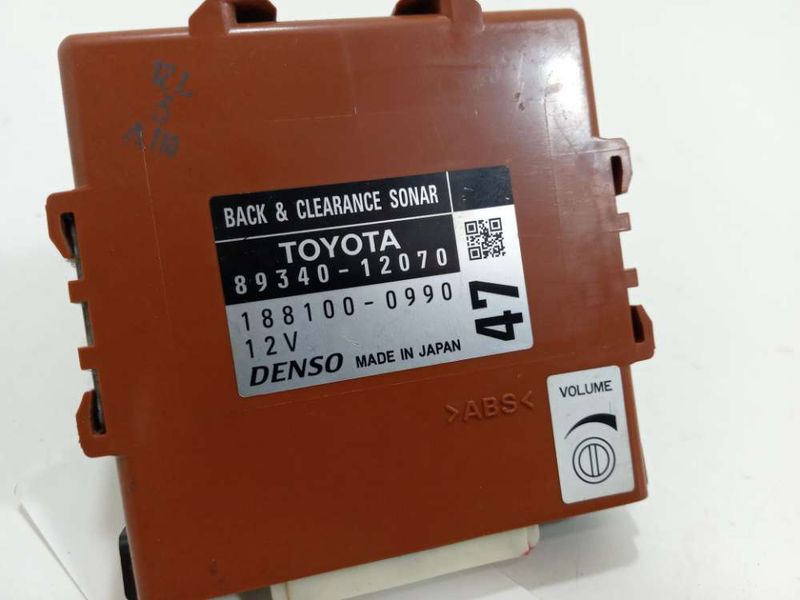 BACK & CLEARANCE SONAR
TOYOTA
89340-12070
188100-0990
12V
47
DENSO MADE IN JAPAN
>ABS<
VOLUME